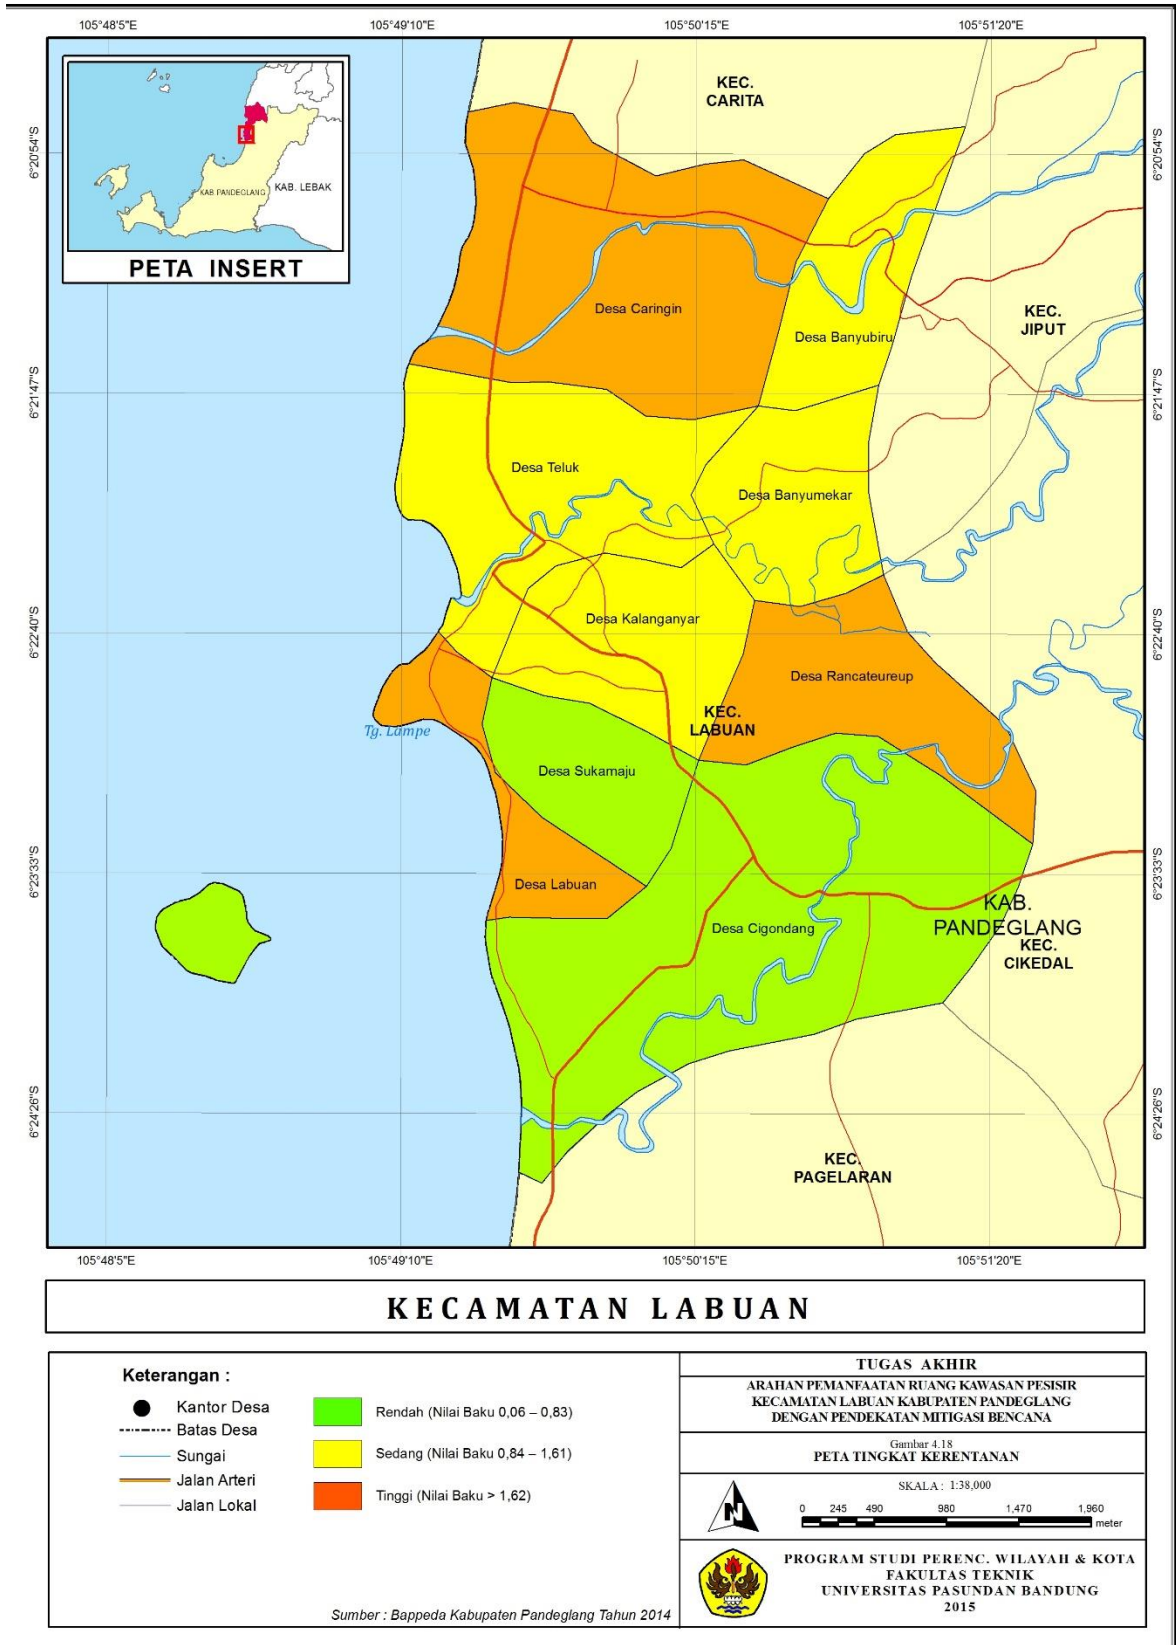 105°48'5"E
105°49'10"E
105°50'15"E
105°51'20"E
KEC.
CARITA
6°20'54"S
6°20'54"S
KAB PANDEGLANG
KAB. LEBAK
PETA INSERT
Desa Caringin
KEC.
JIPUT
Desa Banyubiru
6°21'47"S
6°21'47"S
Desa Teluk
Desa Banyumekar
Desa Kalanganyar
6°22'40"S
6°22'40"S
Desa Rancateureup
KEC.
LABUAN
Tg. Lampe
Desa Sukamaju
6°23'33"S
6°23'33"S
Desa Labuan
KAB.
PANDEGLANG
Desa Cigondang
KEC.
CIKEDAL
6°24'26"S
6°24'26"S
KEC.
PAGELARAN
105°48'5"E
105°49'10"E
105°50'15"E
105°51'20"E
KECAMATAN LABUAN
Keterangan :
Kantor Desa
Batas Desa
Sungai
Jalan Arteri
Jalan Lokal
Rendah (Nilai Baku 0,06 – 0,83)
Sedang (Nilai Baku 0,84 – 1,61)
Tinggi (Nilai Baku > 1,62)
Sumber : Bappeda Kabupaten Pandeglang Tahun 2014
TUGAS AKHIR
ARAHAN PEMANFAATAN RUANG KAWASAN PESISIR
KECAMATAN LABUAN KABUPATEN PANDEGLANG
DENGAN PENDEKATAN MITIGASI BENCANA
Gambar 4.18
PETA TINGKAT KERENTANAN
SKALA : 1:38,000
N
0 245 490 980 1,470 1,960
meter
PROGRAM STUDI PERENC. WILAYAH & KOTA
FAKULTAS TEKNIK
UNIVERSITAS PASUNDAN BANDUNG
2015